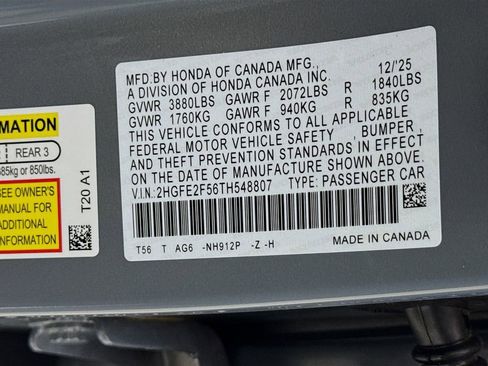 MFD.BY HONDA OF CANADA MFG., 12/'25
A DIVISION OF HONDA CANADA INC.
GVWR 3880LBS GAWR F 2072LBS R 1840LBS
GVWR 1760KG GAWR F 940KG R 835KG
THIS VEHICLE CONFORMS TO ALL APPLICABLE
FEDERAL MOTOR VEHICLE SAFETY , BUMPER ,
AND THEFT PREVENTION STANDARDS IN EFFECT
ON THE DATE OF MANUFACTURE SHOWN ABOVE.
V.I.N: 2HGFE2F56TH548807 TYPE: PASSENGER CAR
T56 T AG6 -NH912P -Z -H MADE IN CANADA
RMATION
REAR 3
385kg or 850lbs.
SEE OWNER'S
MANUAL FOR
ADDITIONAL
INFORMATION
T20 A1